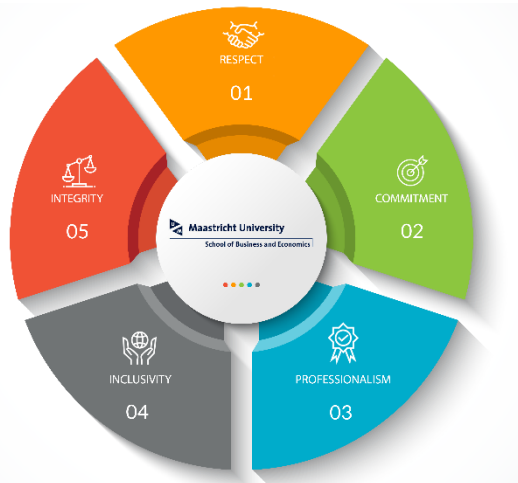 RESPECT
01
COMMITMENT
02
PROFESSIONALISM
03
INCLUSIVITY
04
INTEGRITY
05
Maastricht University
School of Business and Economics